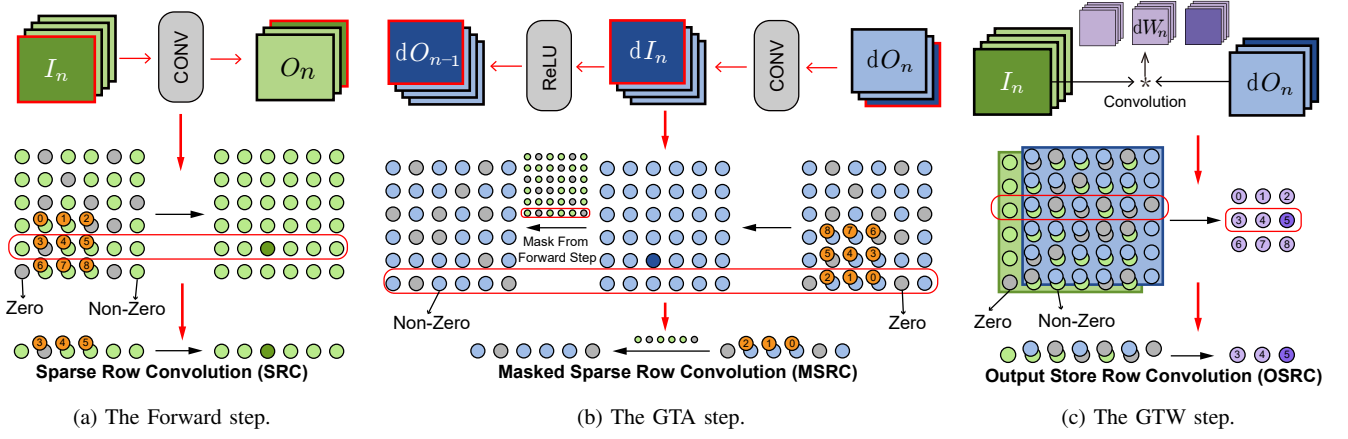 I_n
CONV
O_n
0 1 2
3 4 5
6 7 8
Zero
Non-Zero
3 4 5
Sparse Row Convolution (SRC)
(a) The Forward step.
dO_{n-1}
ReLU
dI_n
CONV
dO_n
Mask From
Forward Step
8 7 6
5 4 3
2 1 0
Non-Zero
Zero
2 1 0
Masked Sparse Row Convolution (MSRC)
(b) The GTA step.
dW_n
I_n
*
Convolution
dO_n
0 1 2
3 4 5
6 7 8
Zero
Non-Zero
3 4 5
Output Store Row Convolution (OSRC)
(c) The GTW step.